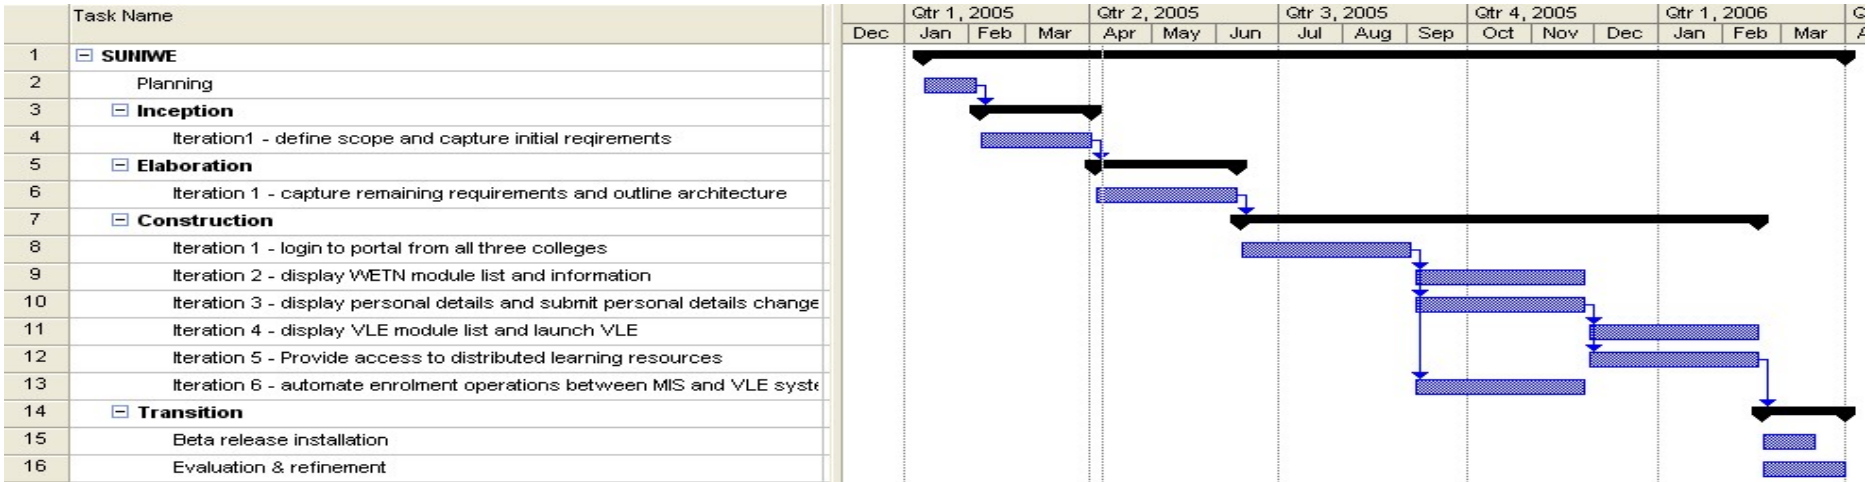 Task Name
Qtr 1, 2005 Qtr 2, 2005 Qtr 3, 2005 Qtr 4, 2005 Qtr 1, 2006
Dec Jan Feb Mar Apr May Jun Jul Aug Sep Oct Nov Dec Jan Feb Mar
1 SUNIWE
2 Planning
3 Inception
4 Iteration1 - define scope and capture initial reqirements
5 Elaboration
6 Iteration 1 - capture remaining requirements and outline architecture
7 Construction
8 Iteration 1 - login to portal from all three colleges
9 Iteration 2 - display WETN module list and information
10 Iteration 3 - display personal details and submit personal details change
11 Iteration 4 - display VLE module list and launch VLE
12 Iteration 5 - Provide access to distributed learning resources
13 Iteration 6 - automate enrolment operations between MIS and VLE syste
14 Transition
15 Beta release installation
16 Evaluation & refinement